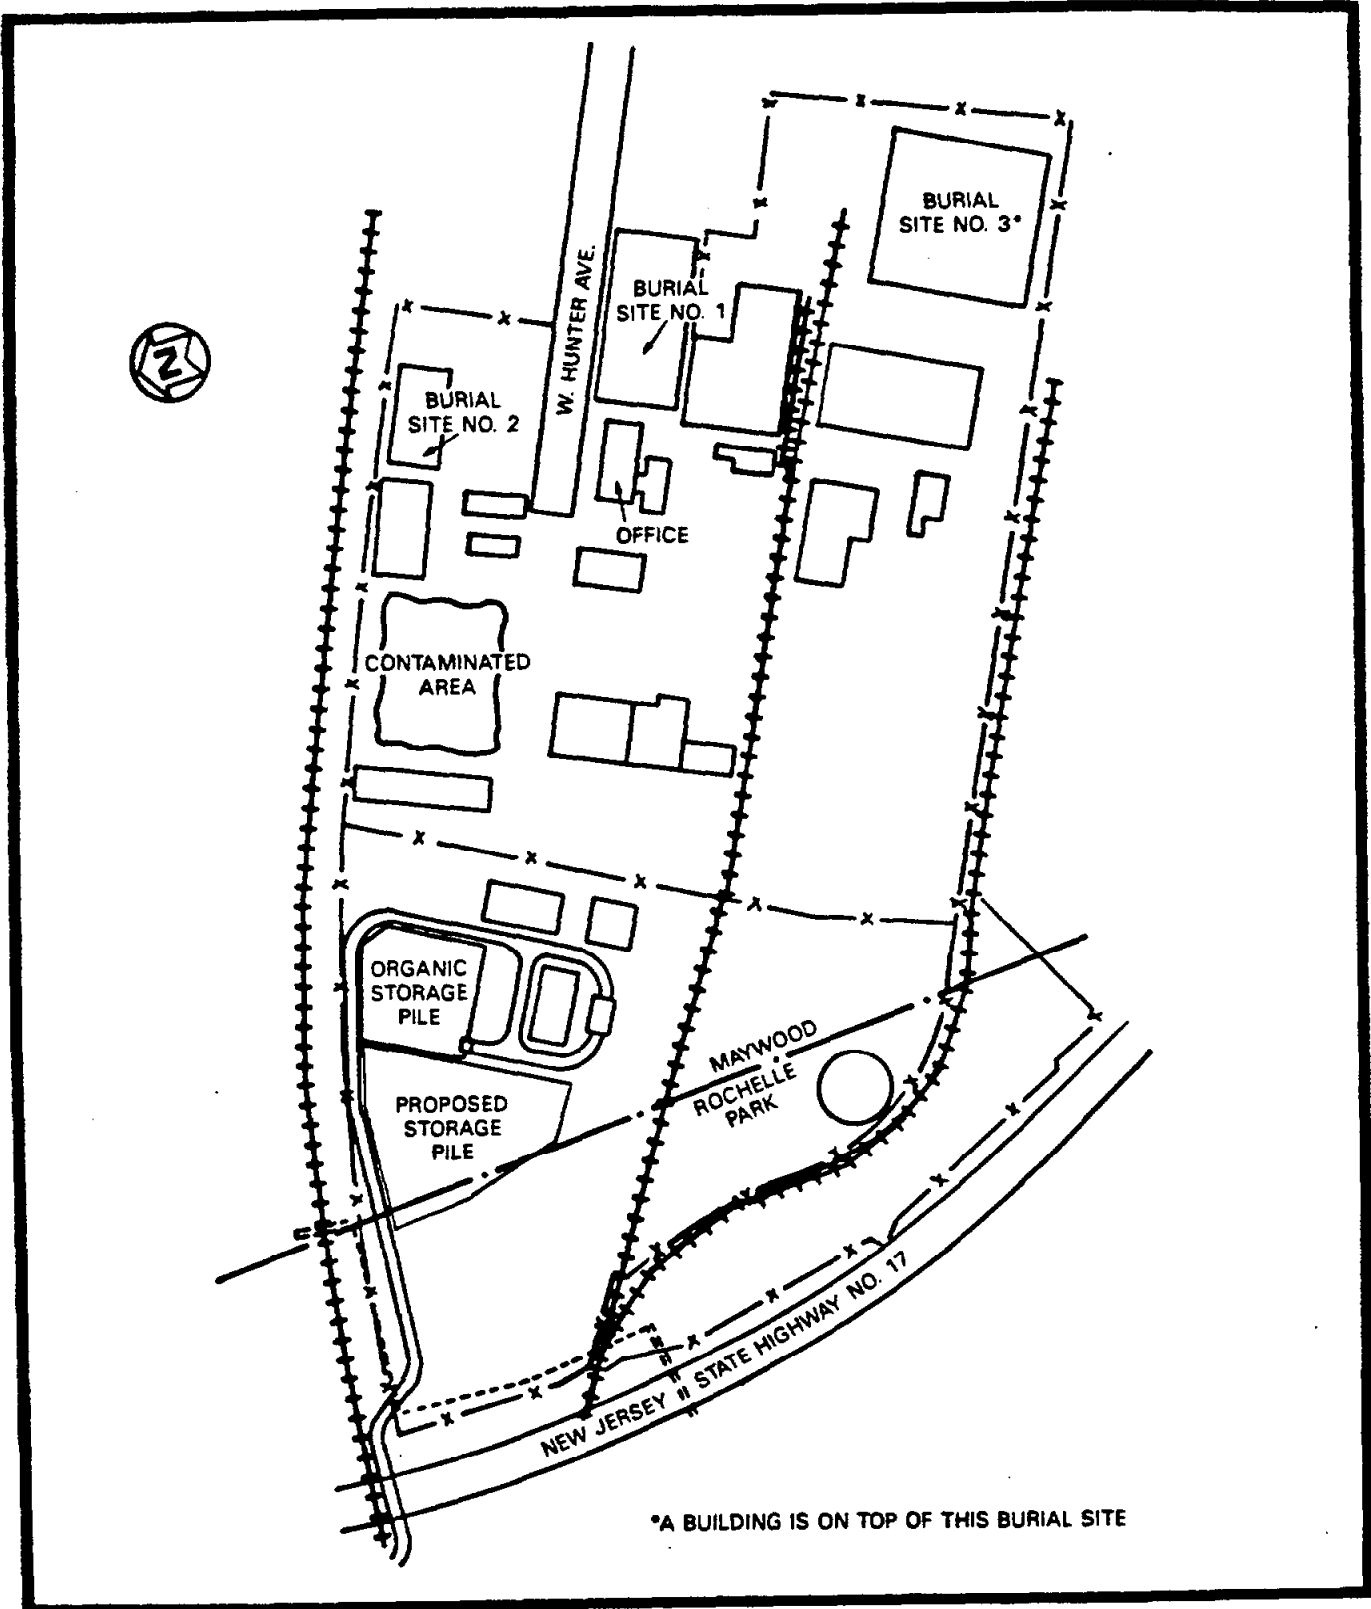 BURIAL
SITE NO. 3*
W. HUNTER AVE.
BURIAL
SITE NO. 1
N
BURIAL
SITE NO. 2
OFFICE
CONTAMINATED
AREA
ORGANIC
STORAGE
PILE
MAYWOOD
ROCHELLE
PARK
PROPOSED
STORAGE
PILE
NEW JERSEY STATE HIGHWAY NO. 17
*A BUILDING IS ON TOP OF THIS BURIAL SITE